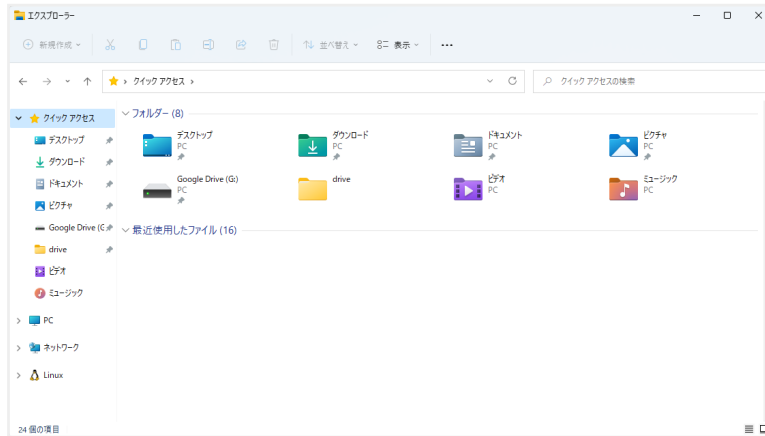 エクスプローラー
新規作成
並べ替え
表示
クイック アクセス
クイック アクセスの検索
クイック アクセス
デスクトップ
ダウンロード
ドキュメント
ピクチャ
Google Drive (G
drive
ビデオ
ミュージック
PC
ネットワーク
Linux
フォルダー (8)
デスクトップ
PC
ダウンロード
PC
ドキュメント
PC
ピクチャ
PC
Google Drive (G:)
PC
drive
ビデオ
PC
ミュージック
PC
最近使用したファイル (16)
24 個の項目